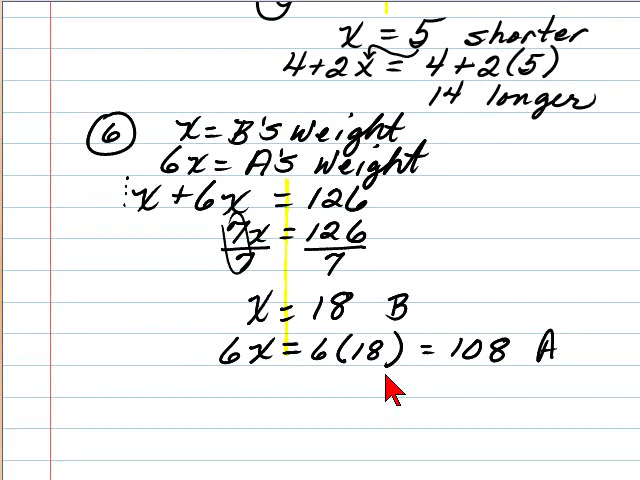 x = 5 shorter
4+2x = 4+2(5)
14 longer
6 x = B's weight
6x = A's weight
x + 6x = 126
7x = 126
7 7
x = 18 B
6x = 6(18) = 108 A